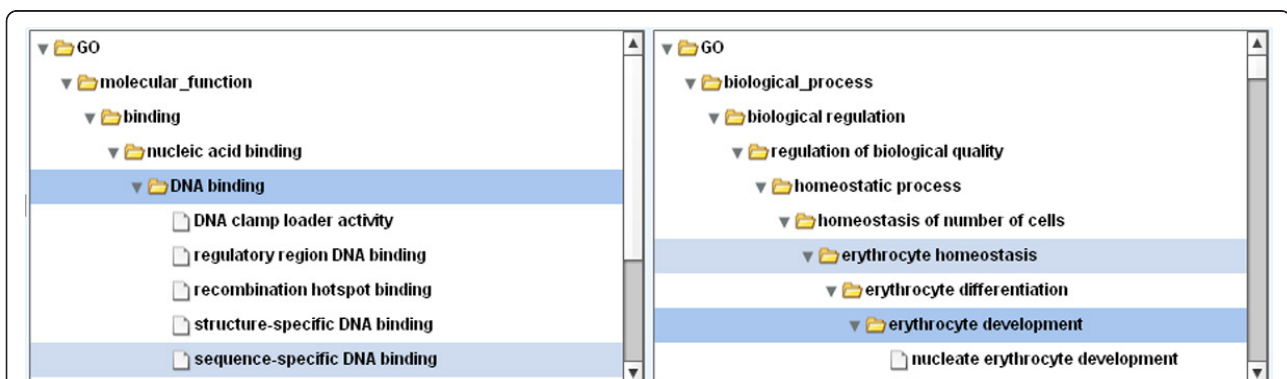 GO
molecular_function
binding
nucleic acid binding
DNA binding
DNA clamp loader activity
regulatory region DNA binding
recombination hotspot binding
structure-specific DNA binding
sequence-specific DNA binding
GO
biological_process
biological regulation
regulation of biological quality
homeostatic process
homeostasis of number of cells
erythrocyte homeostasis
erythrocyte differentiation
erythrocyte development
nucleate erythrocyte development